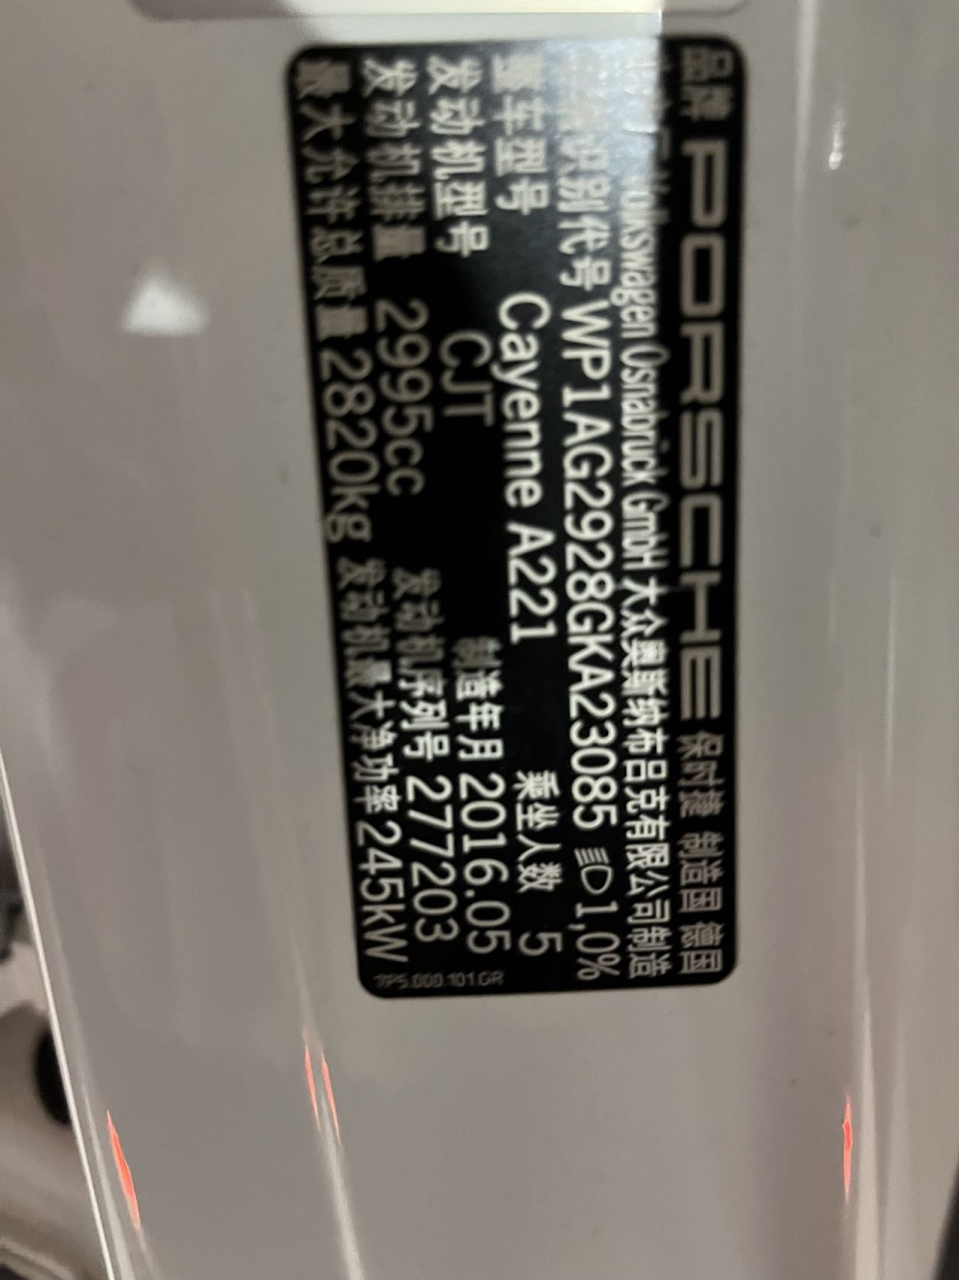 品牌 PORSCHE 保时捷 制造国 德国
Volkswagen Osnabrück GmbH 大众奥斯纳布吕克有限公司制造
识别代号 WP1AG2928GKA23085 1,0%
整车型号 Cayenne A221 乘坐人数 5
发动机型号 CJT 制造年月 2016.05
发动机排量 2995cc 发动机序列号 277203
最大允许总质量 2820kg 发动机最大净功率 245kW
7P5.000.101.GR